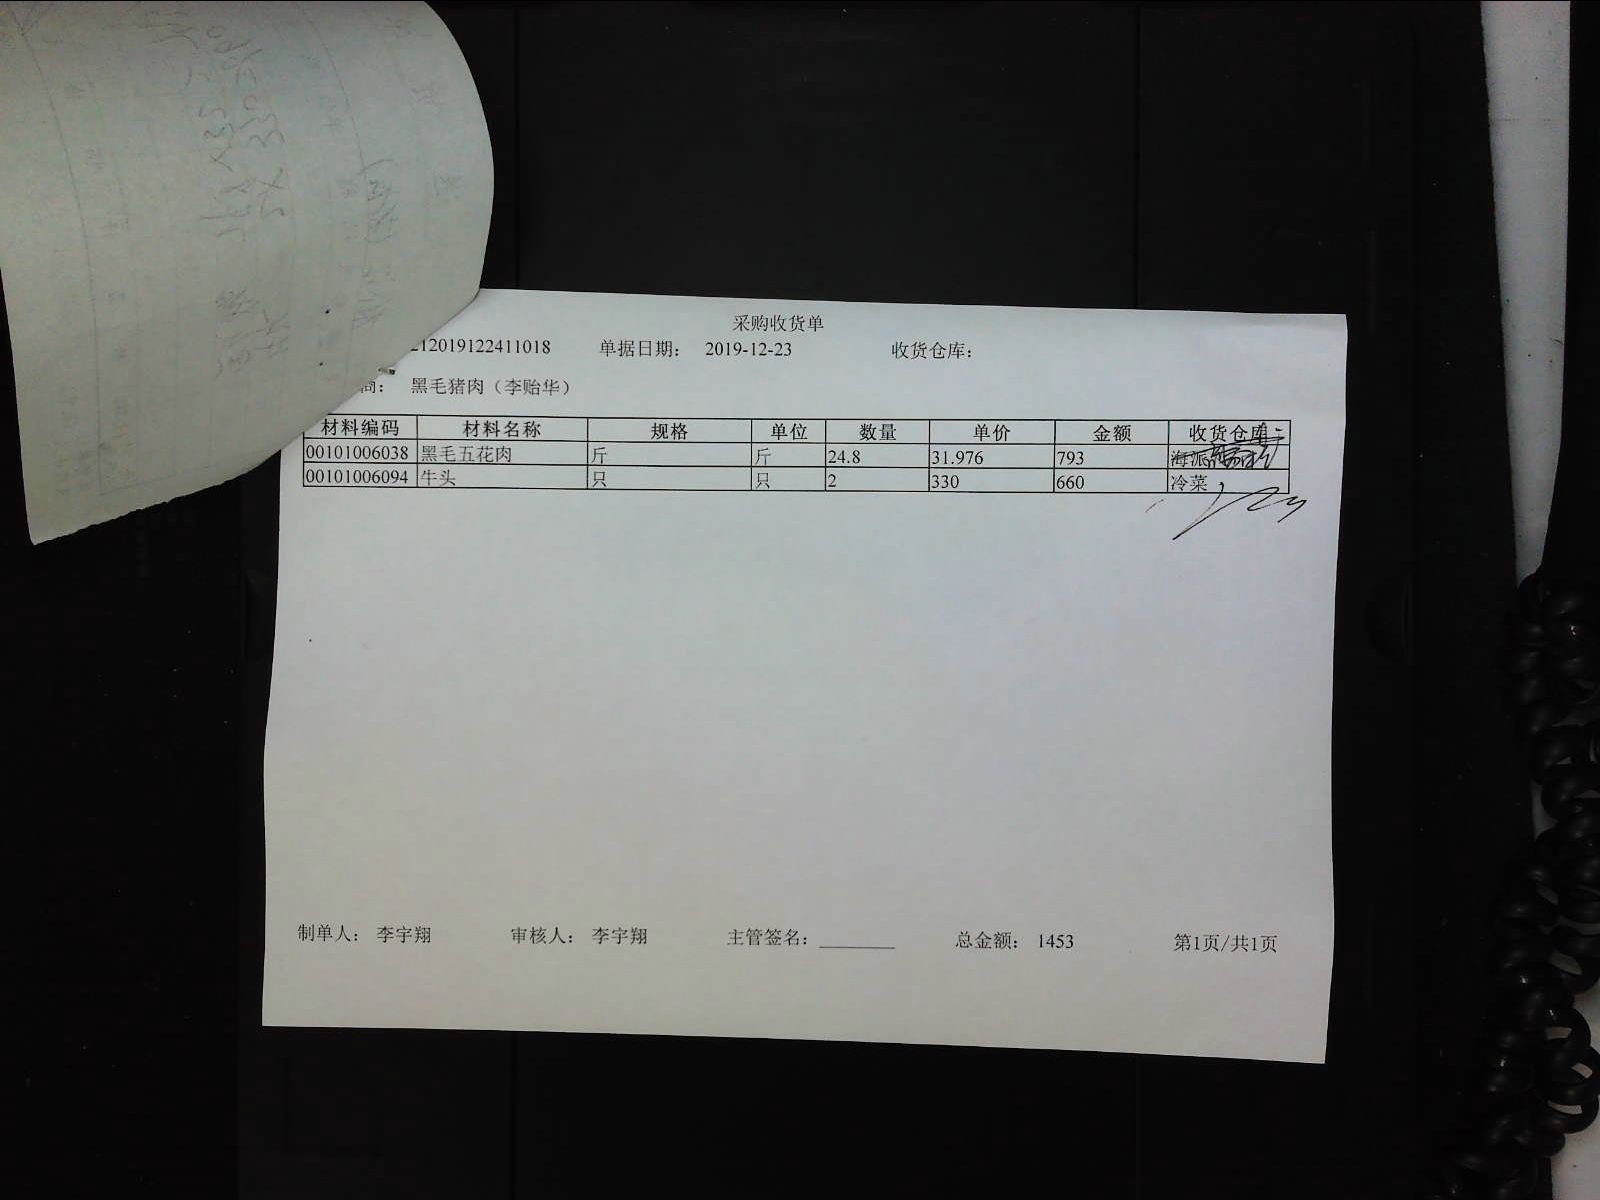 采购收货单
212019122411018 单据日期： 2019-12-23 收货仓库：
商： 黑毛猪肉（李贻华）
材料编码 材料名称 规格 单位 数量 单价 金额 收货仓库
00101006038 黑毛五花肉 斤 斤 24.8 31.976 793 海派
00101006094 牛头 只 只 2 330 660 冷菜
制单人： 李宇翔 审核人： 李宇翔 主管签名： 总金额： 1453 第1页/共1页